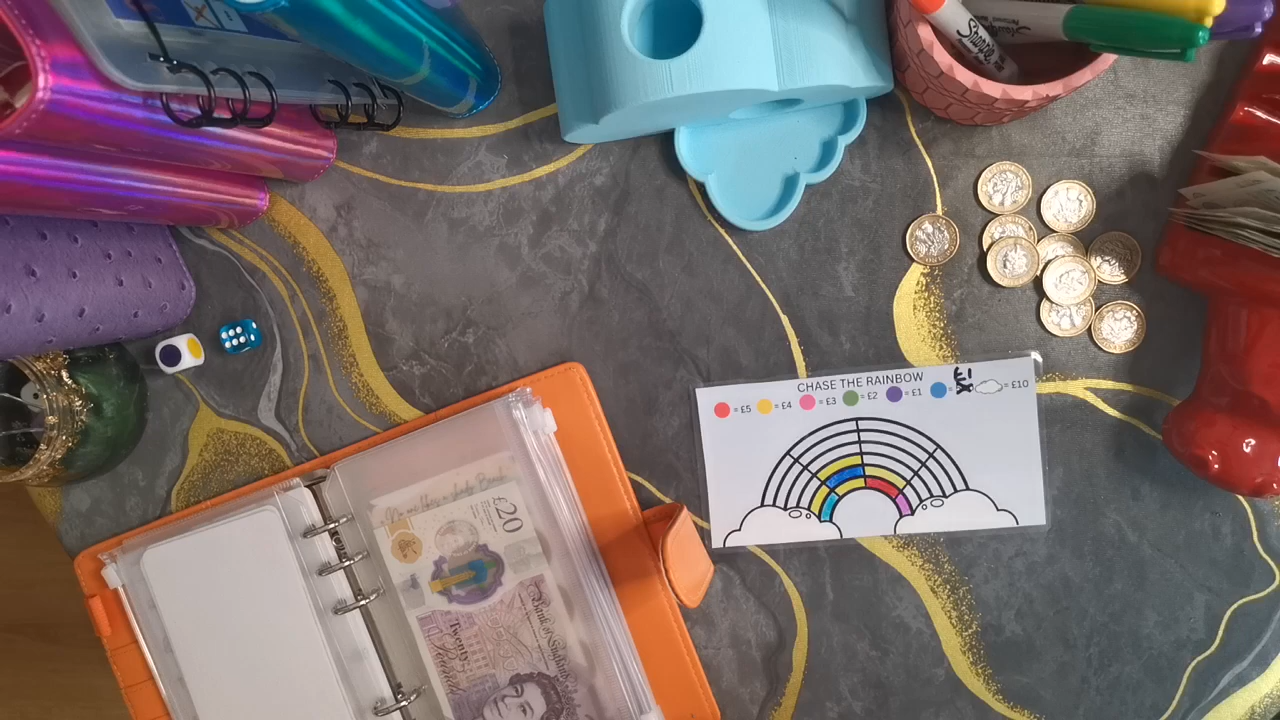 Sharpie
CHASE THE RAINBOW
£1
= £5 = £4 = £3 = £2 = £1 = = £10
£20
Bank of England
Twenty
Pounds